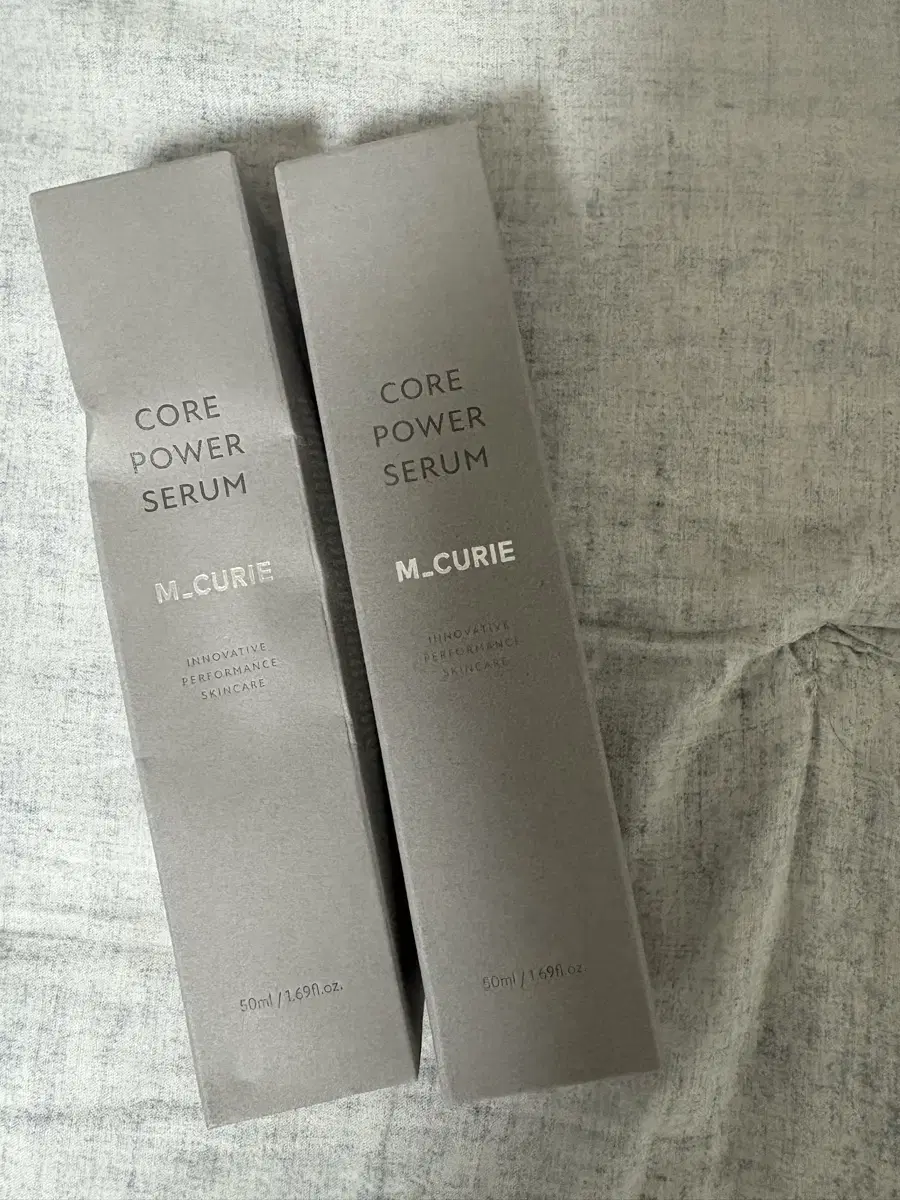 CORE
POWER
SERUM
M_CURIE
INNOVATIVE
PERFORMANCE
SKINCARE
50ml / 1.69fl.oz.
CORE
POWER
SERUM
M_CURIE
INNOVATIVE
PERFORMANCE
SKINCARE
50ml / 1.69fl.oz.